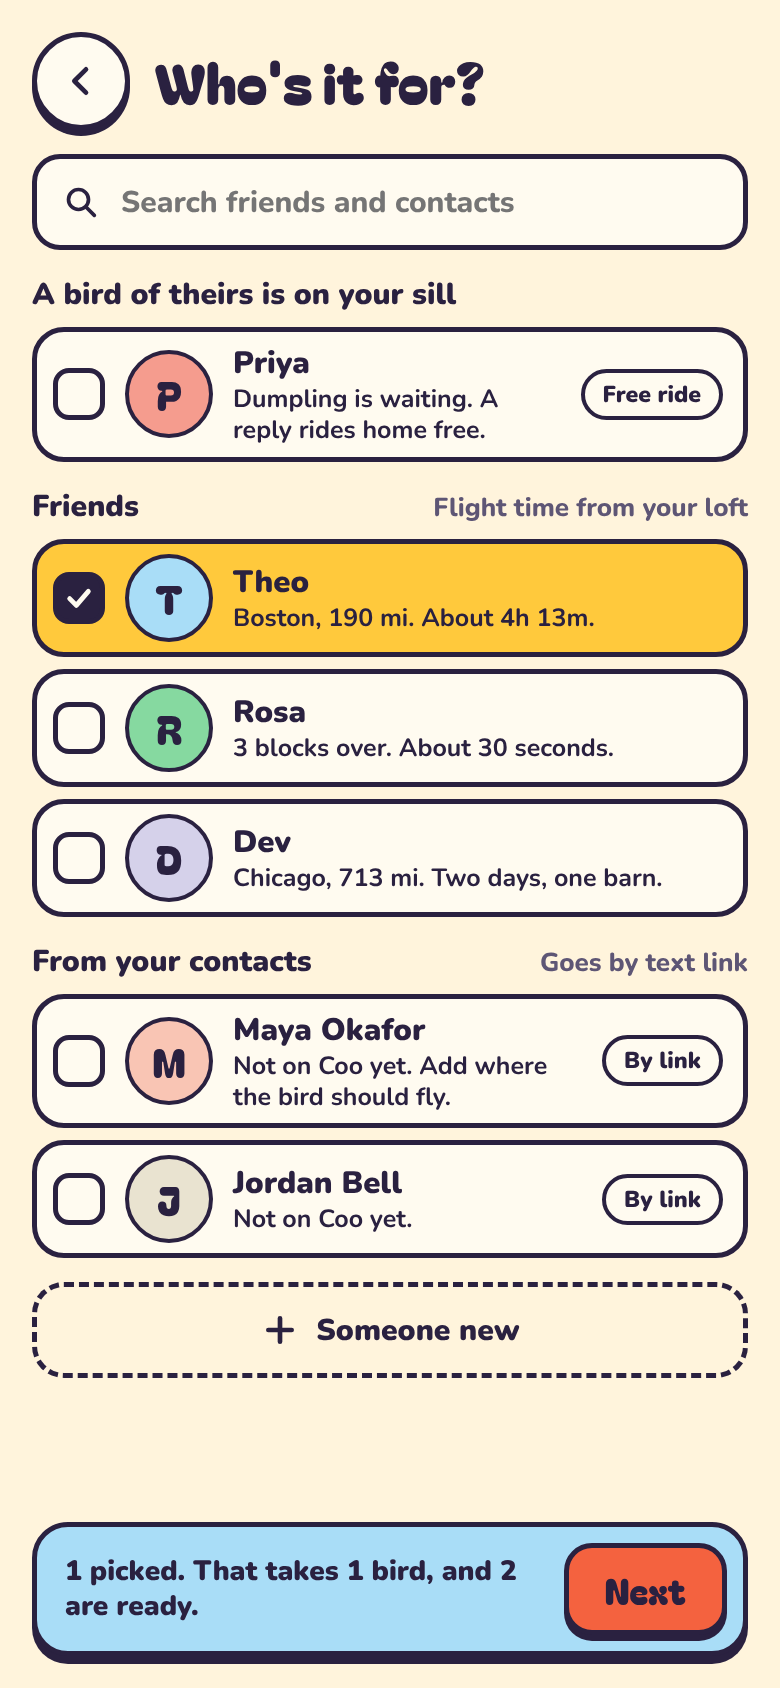 Who's it for?
Search friends and contacts
A bird of theirs is on your sill
P
Priya
Dumpling is waiting. A
reply rides home free.
Free ride
Friends
Flight time from your loft
T
Theo
Boston, 190 mi. About 4h 13m.
R
Rosa
3 blocks over. About 30 seconds.
D
Dev
Chicago, 713 mi. Two days, one barn.
From your contacts
Goes by text link
M
Maya Okafor
Not on Coo yet. Add where
the bird should fly.
By link
J
Jordan Bell
Not on Coo yet.
By link
Someone new
1 picked. That takes 1 bird, and 2
are ready.
Next